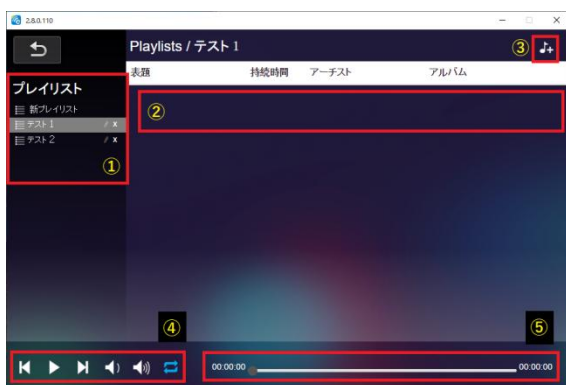 2.8.0.110
Playlists / テスト 1
③
表題 持続時間 アーチスト アルバム
プレイリスト
新プレイリスト
テスト 1 x
テスト 2 x
①
②
④
⑤
00:00:00
00:00:00